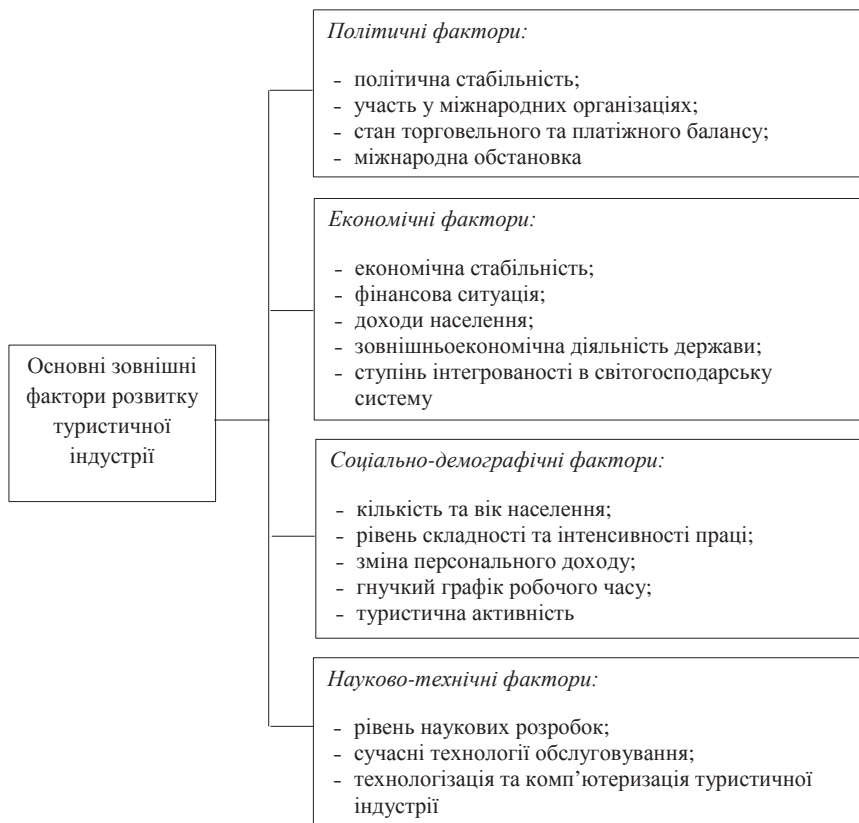 Основні зовнішні
фактори розвитку
туристичної
індустрії
Політичні фактори:
- політична стабільність;
- участь у міжнародних організаціях;
- стан торговельного та платіжного балансу;
- міжнародна обстановка
Економічні фактори:
- економічна стабільність;
- фінансова ситуація;
- доходи населення;
- зовнішньоекономічна діяльність держави;
- ступінь інтегрованості в світогосподарську
систему
Соціально-демографічні фактори:
- кількість та вік населення;
- рівень складності та інтенсивності праці;
- зміна персонального доходу;
- гнучкий графік робочого часу;
- туристична активність
Науково-технічні фактори:
- рівень наукових розробок;
- сучасні технології обслуговування;
- технологізація та комп’ютеризація туристичної
індустрії